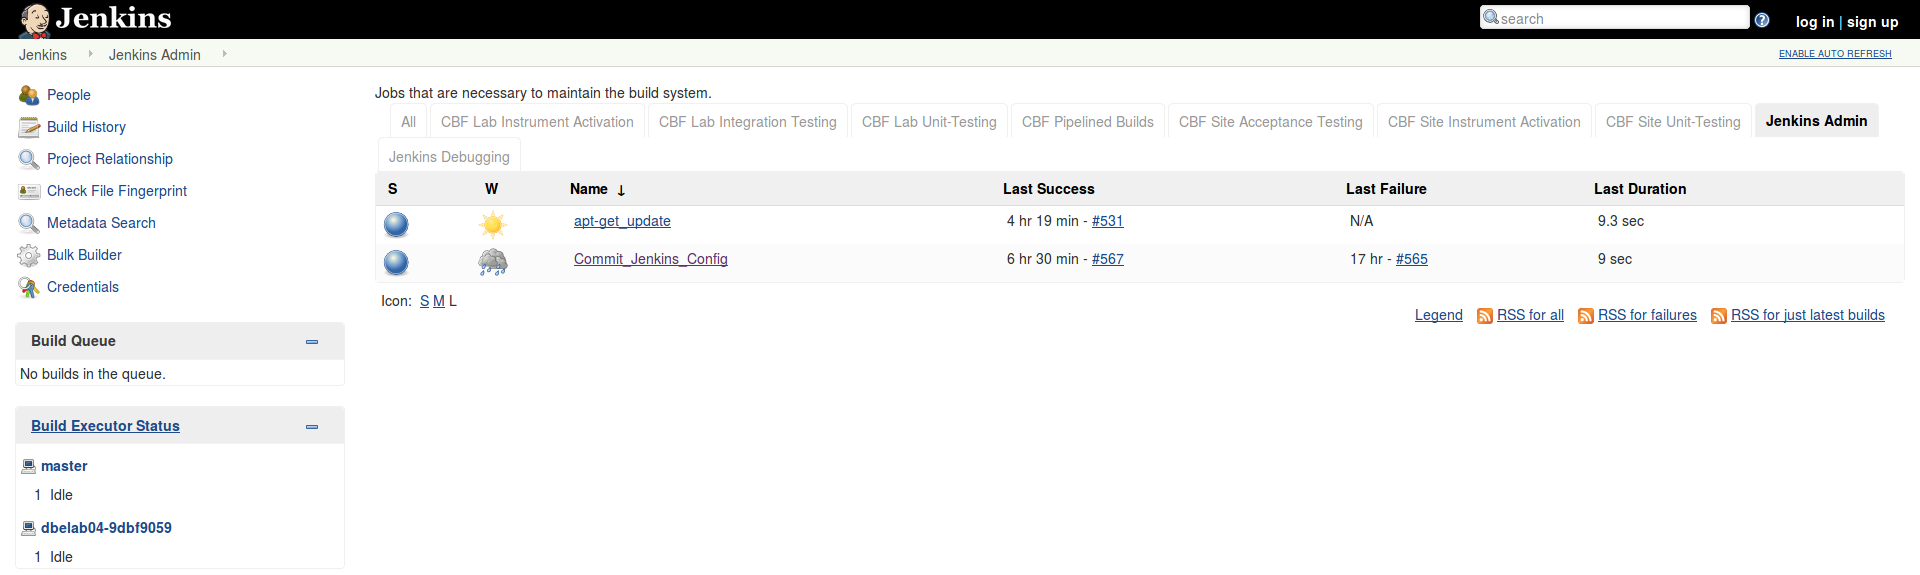 Jenkins
search
log in | sign up
Jenkins Jenkins Admin
ENABLE AUTO REFRESH
People
Build History
Project Relationship
Check File Fingerprint
Metadata Search
Bulk Builder
Credentials
Build Queue
No builds in the queue.
Build Executor Status
master
1 Idle
dbelab04-9dbf9059
1 Idle
Jobs that are necessary to maintain the build system.
All CBF Lab Instrument Activation CBF Lab Integration Testing CBF Lab Unit-Testing CBF Pipelined Builds CBF Site Acceptance Testing CBF Site Instrument Activation CBF Site Unit-Testing Jenkins Admin
Jenkins Debugging
S W Name ↓ Last Success Last Failure Last Duration
apt-get_update 4 hr 19 min - #531 N/A 9.3 sec
Commit_Jenkins_Config 6 hr 30 min - #567 17 hr - #565 9 sec
Icon: S M L
Legend RSS for all RSS for failures RSS for just latest builds